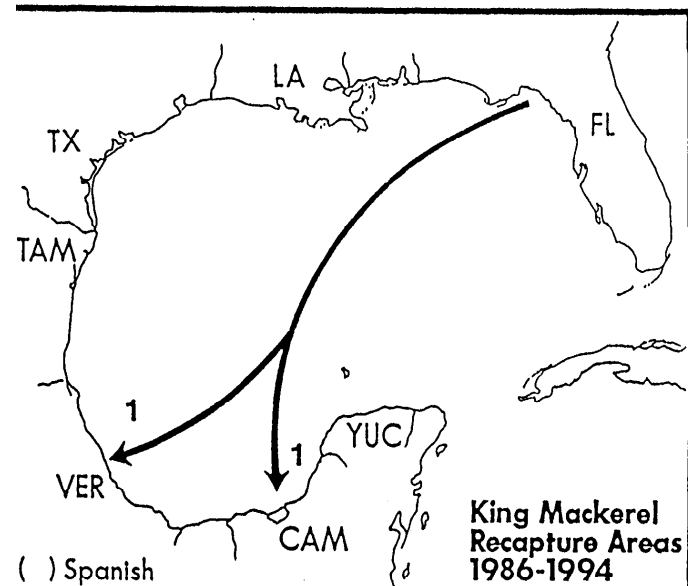 LA
TX
FL
TAM
1
YUC
1
VER
CAM
King Mackerel
Recapture Areas
1986-1994
( ) Spanish